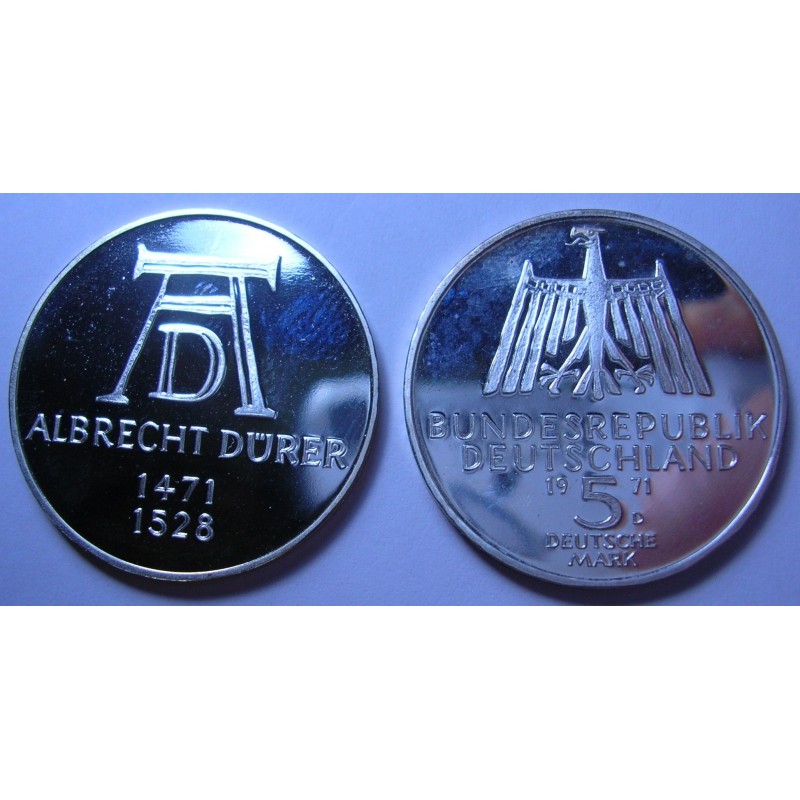 AD
ALBRECHT DÜRER
1471
1528
BUNDESREPUBLIK
DEUTSCHLAND
19 5 71
D
DEUTSCHE
MARK